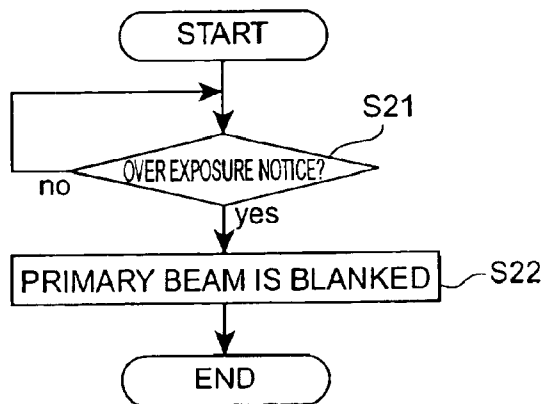 START
S21
OVER EXPOSURE NOTICE?
no
yes
PRIMARY BEAM IS BLANKED
S22
END